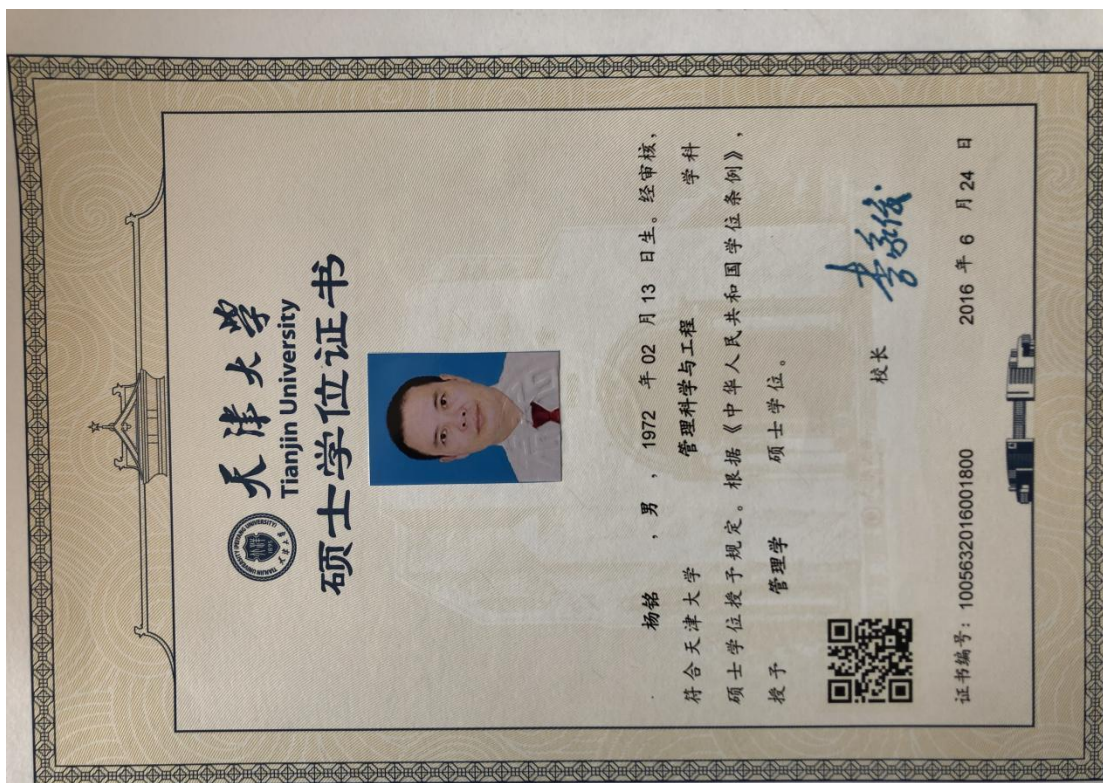 天津大学
Tianjin University
硕士学位证书
杨铭 ,男 , 1972 年 02 月 13 日生。经审核,
符合天津大学 管理科学与工程 学科
硕士学位授予规定。根据《中华人民共和国学位条例》,
授予 管理学 硕士学位。
校长 李家俊
证书编号:1005632016001800 2016 年 6 月 24 日